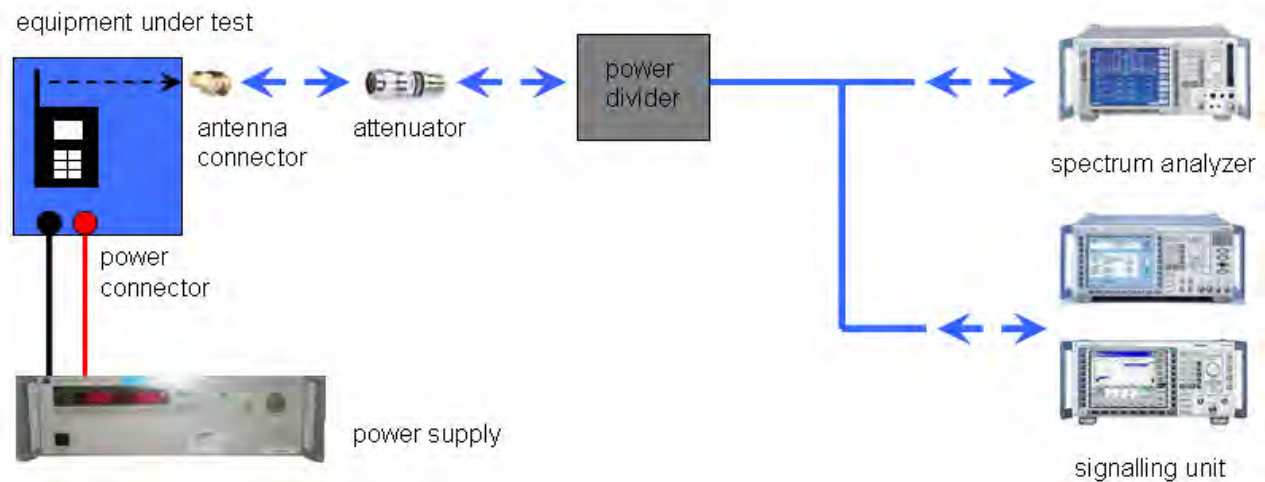 equipment under test
power
divider
antenna
connector
attenuator
spectrum analyzer
power
connector
power supply
signalling unit